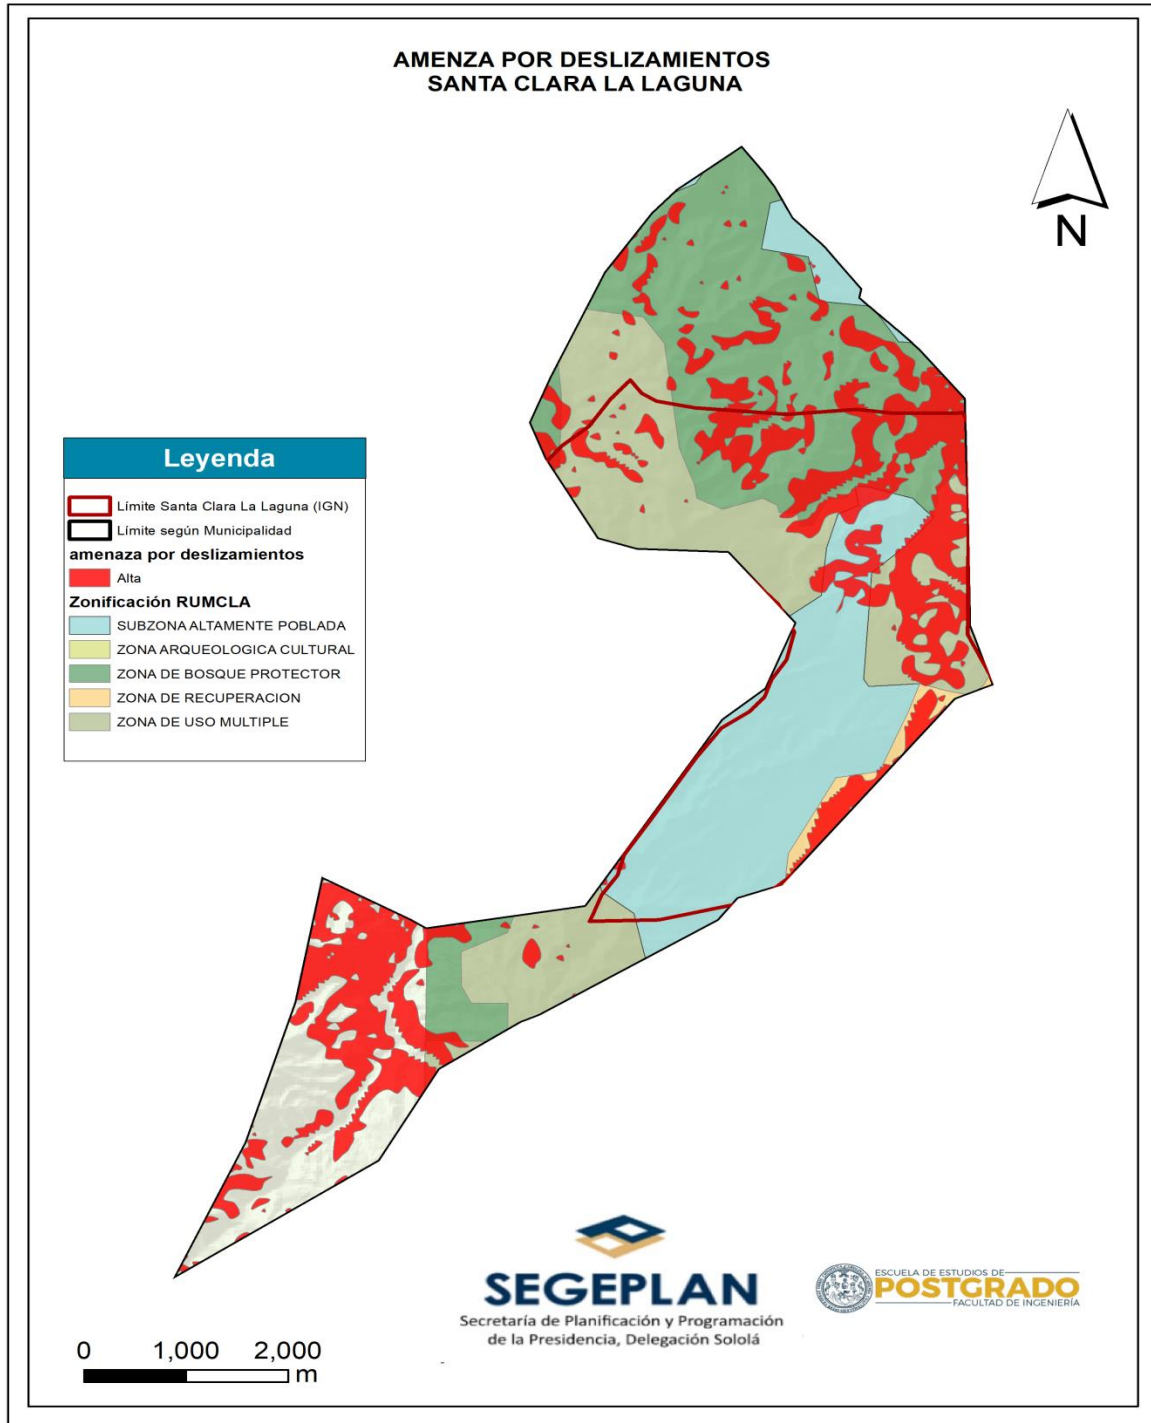 AMENZA POR DESLIZAMIENTOS
SANTA CLARA LA LAGUNA
N
Leyenda
Límite Santa Clara La Laguna (IGN)
Límite según Municipalidad
amenaza por deslizamientos
Alta
Zonificación RUMCLA
SUBZONA ALTAMENTE POBLADA
ZONA ARQUEOLOGICA CULTURAL
ZONA DE BOSQUE PROTECTOR
ZONA DE RECUPERACION
ZONA DE USO MULTIPLE
SEGEPLAN
Secretaría de Planificación y Programación
de la Presidencia, Delegación Sololá
ESCUELA DE ESTUDIOS DE
POSTGRADO
FACULTAD DE INGENIERÍA
0 1,000 2,000
m